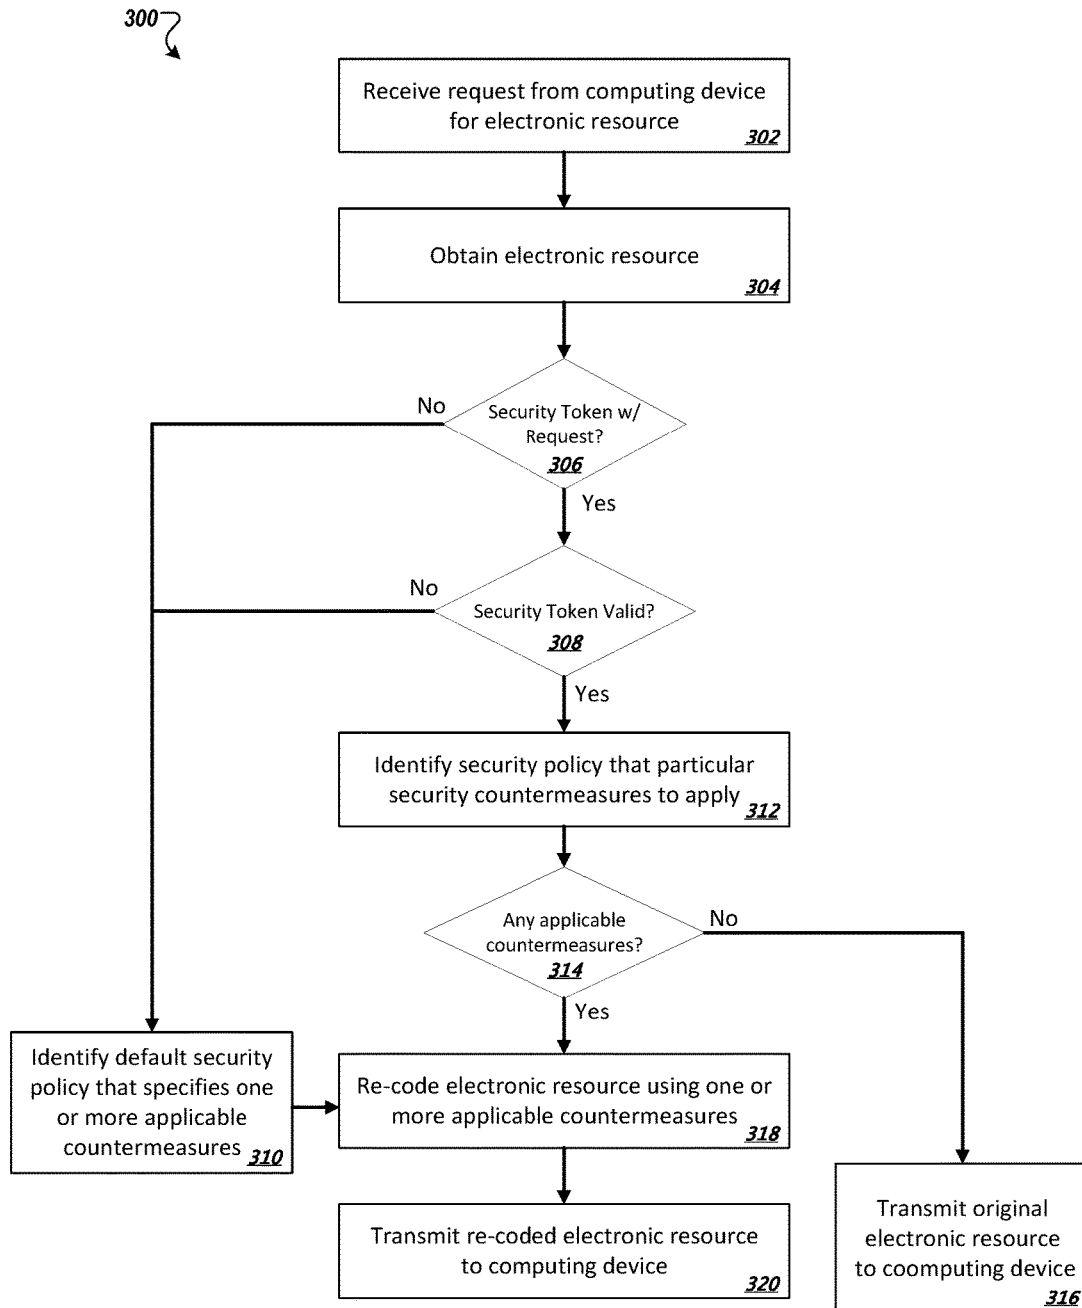 300
Receive request from computing device
for electronic resource
302
Obtain electronic resource
304
No
Security Token w/
Request?
306
Yes
No
Security Token Valid?
308
Yes
Identify security policy that particular
security countermeasures to apply
312
Any applicable
countermeasures?
314
No
Yes
Identify default security
policy that specifies one
or more applicable
countermeasures
310
Re-code electronic resource using one or
more applicable countermeasures
318
Transmit re-coded electronic resource
to computing device
320
Transmit original
electronic resource
to coomputing device
316